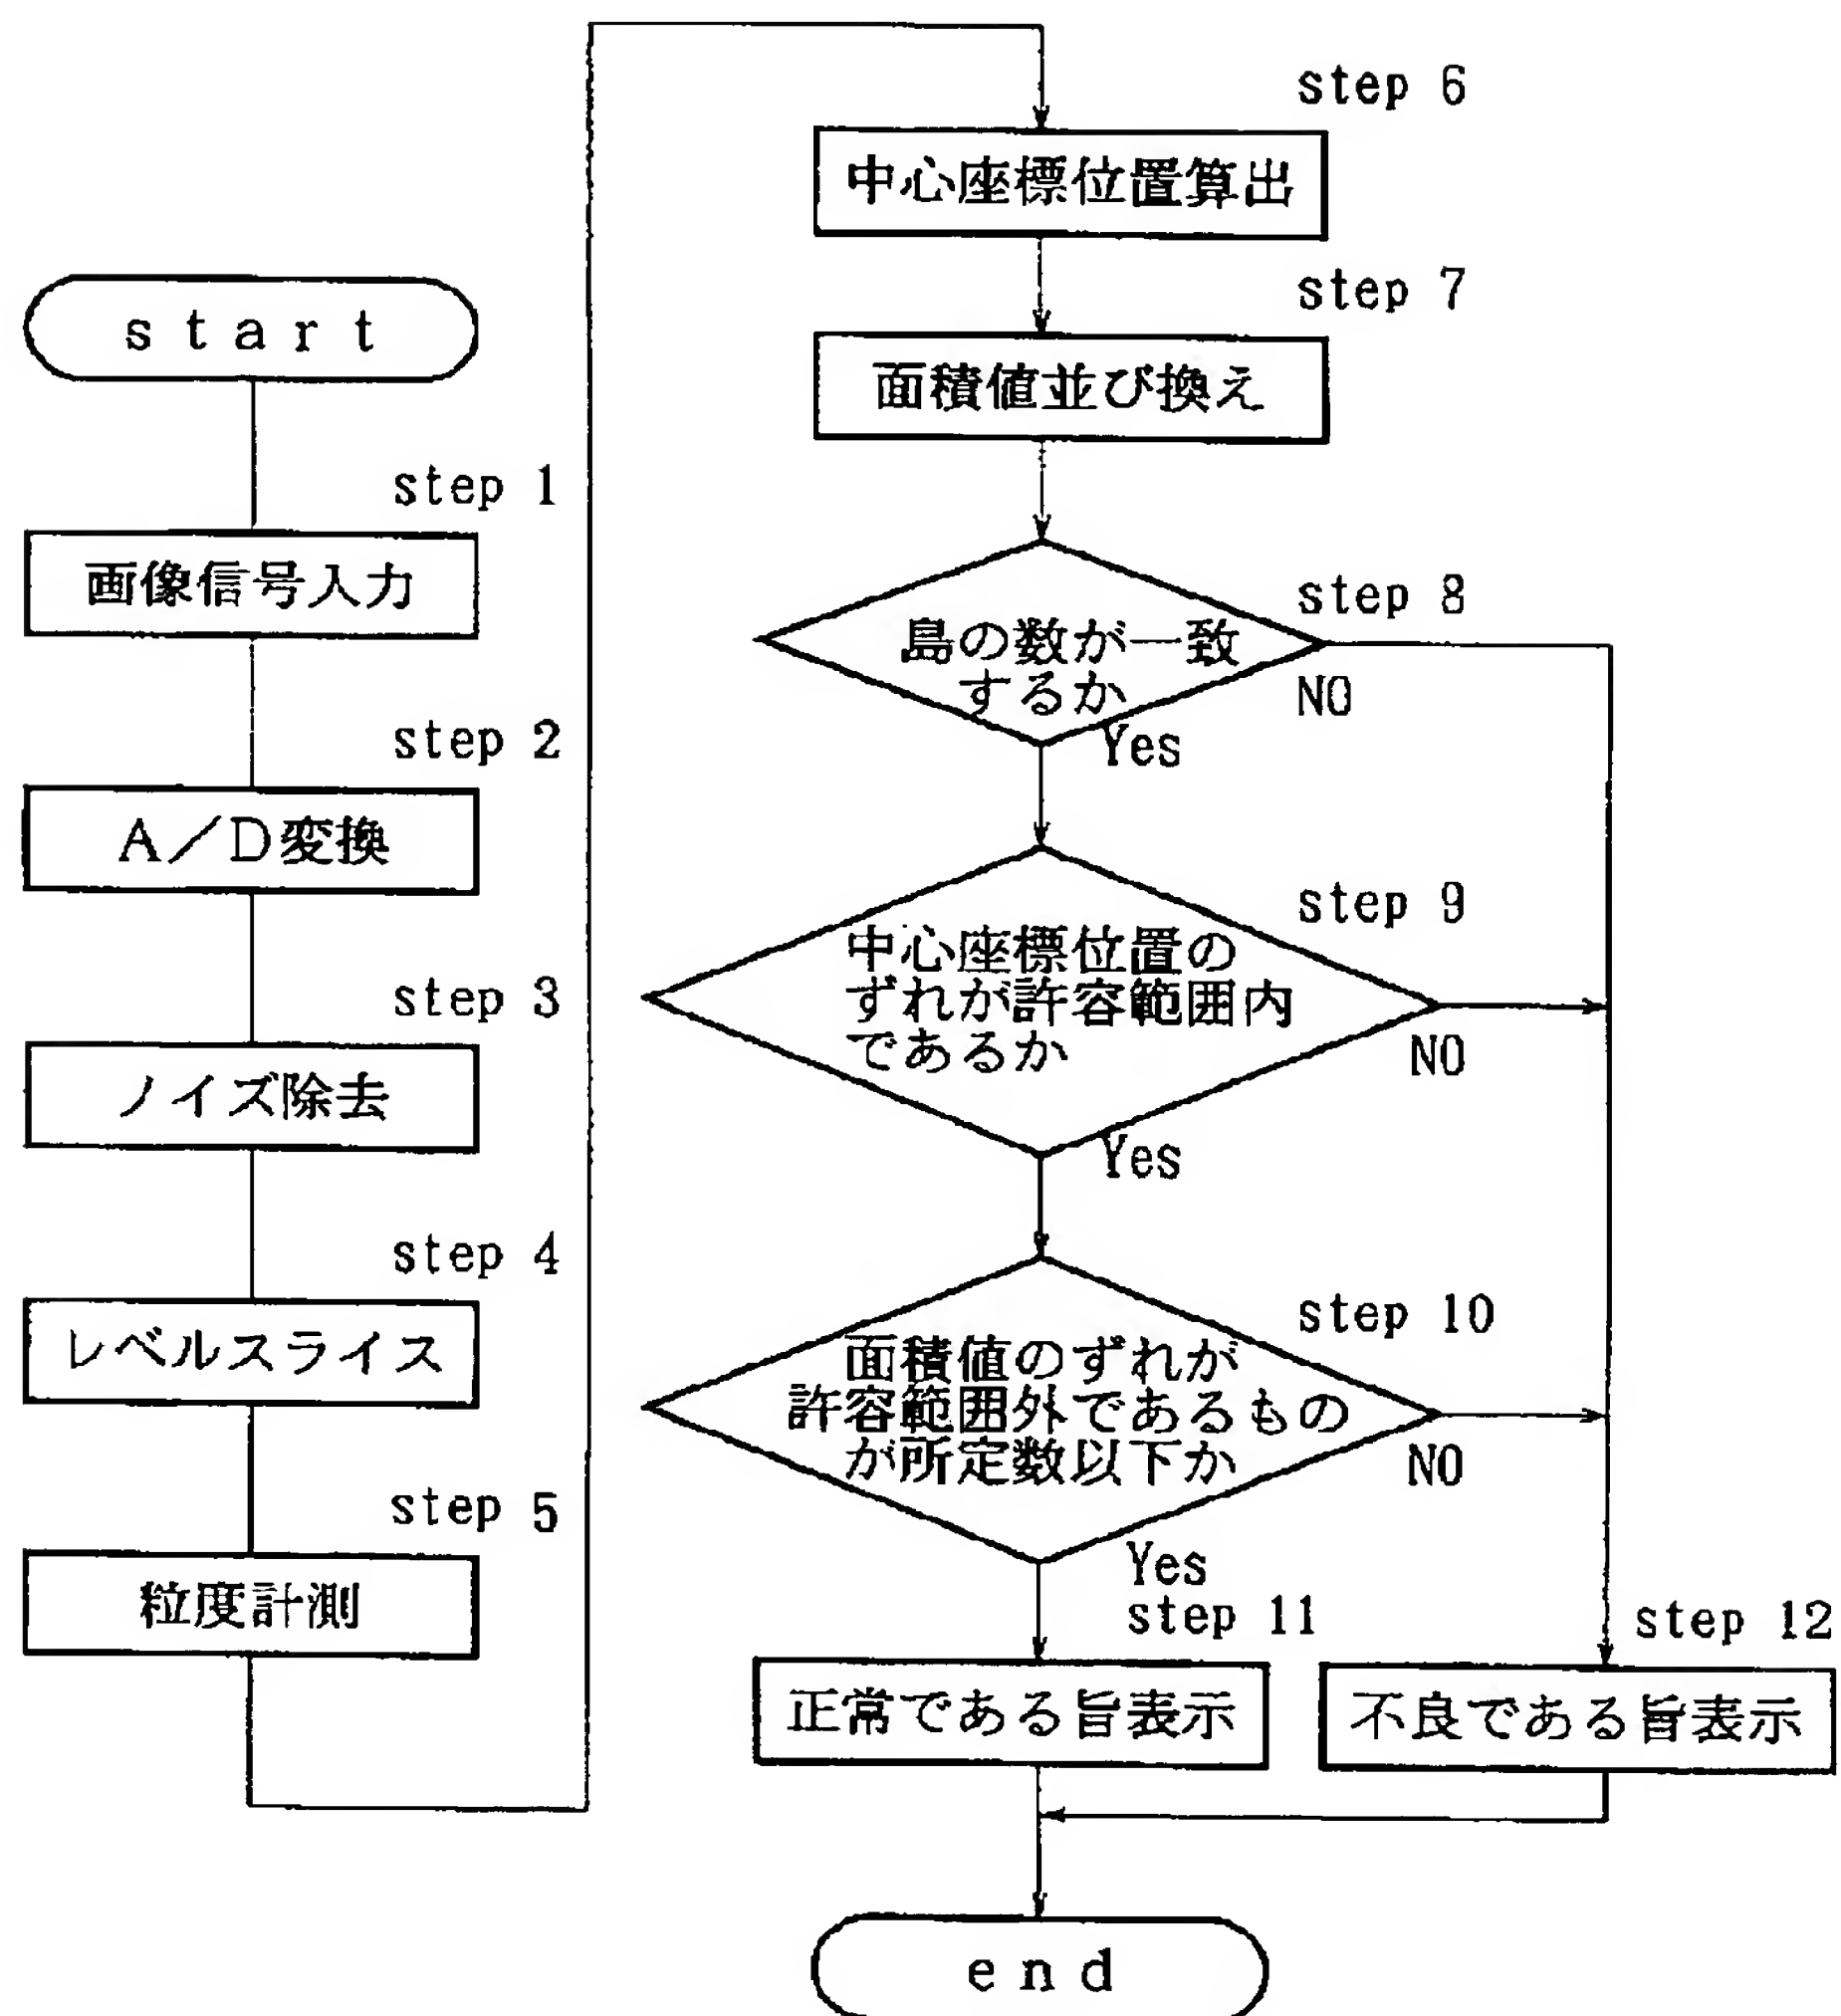 start
step 1
画像信号入力
step 2
A／D変換
step 3
ノイズ除去
step 4
レベルスライス
step 5
粒度計測
step 6
中心座標位置算出
step 7
面積値並び換え
step 8
島の数が一致
するか
NO
Yes
step 9
中心座標位置の
ずれが許容範囲内
であるか
NO
Yes
step 10
面積値のずれが
許容範囲外であるもの
が所定数以下か
NO
Yes
step 11
正常である旨表示
step 12
不良である旨表示
end